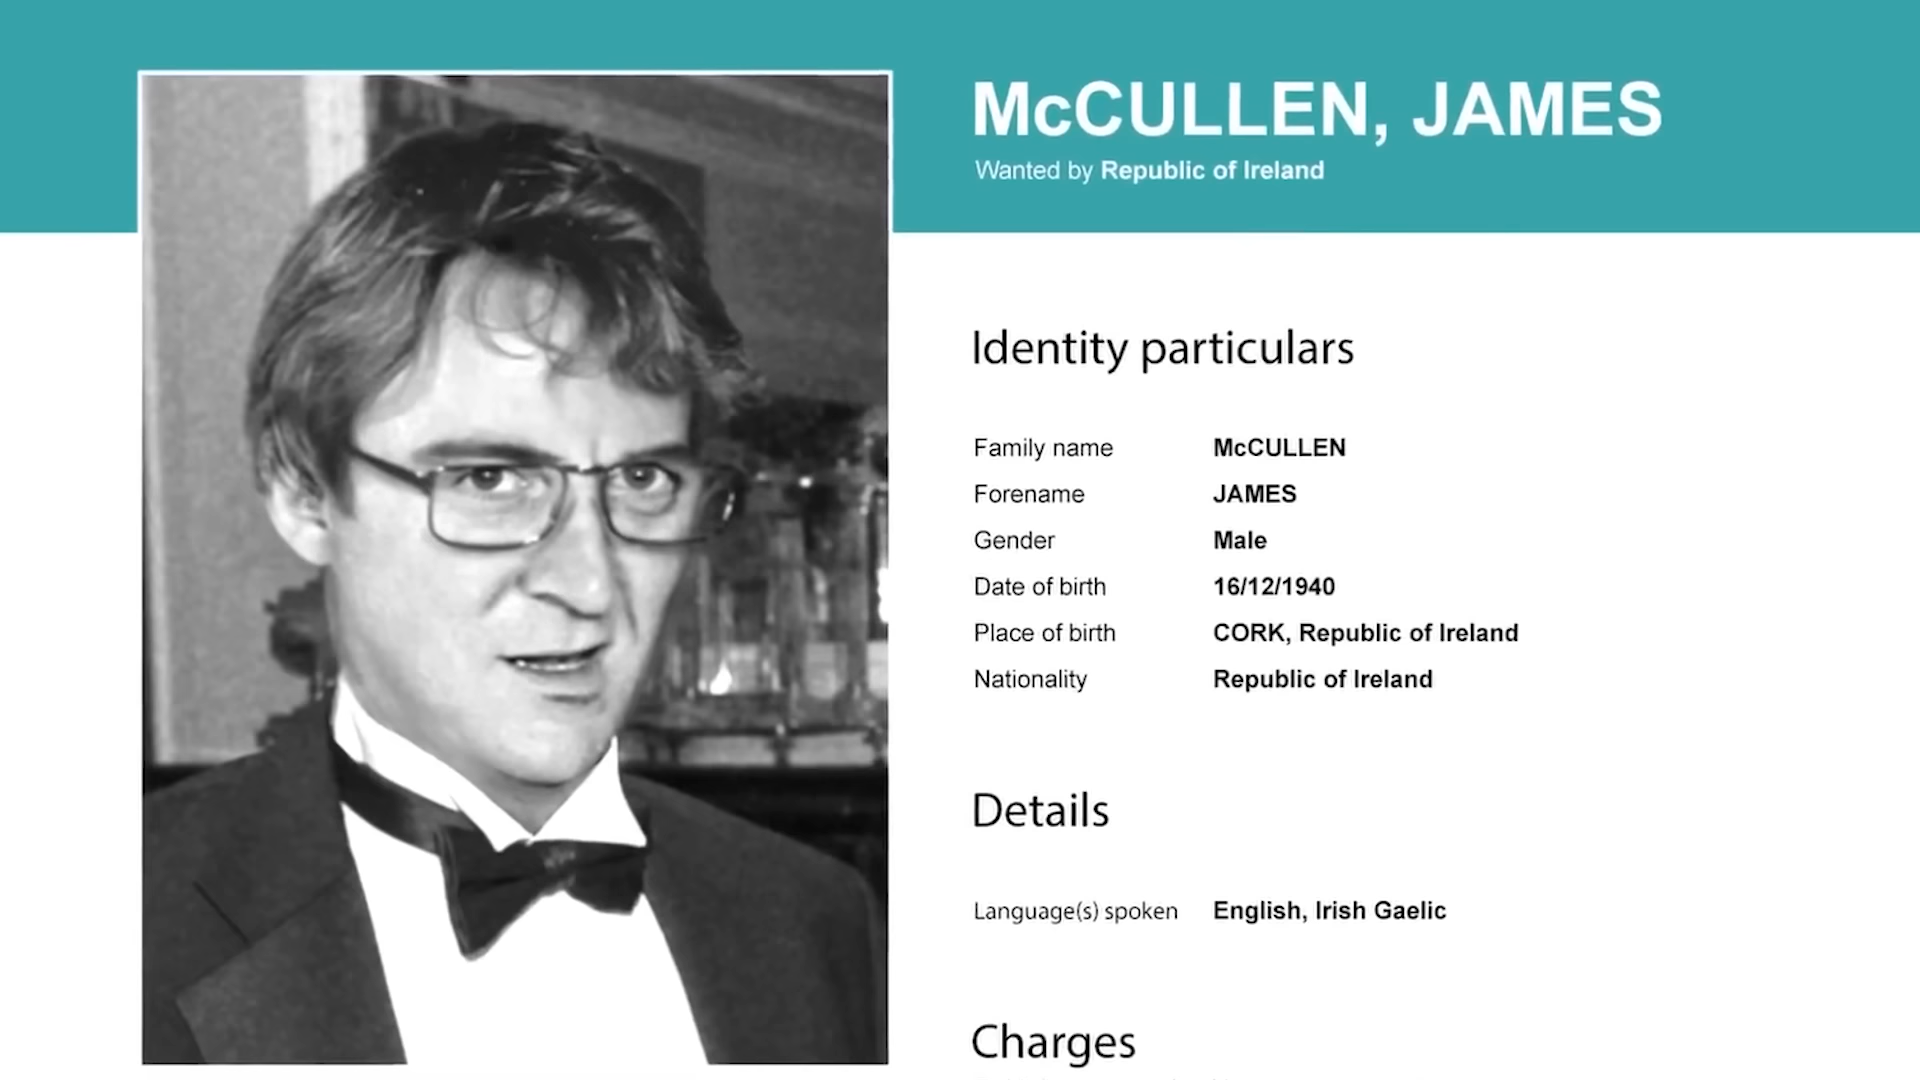 McCULLEN, JAMES
Wanted by Republic of Ireland
Identity particulars
Family name McCULLEN
Forename JAMES
Gender Male
Date of birth 16/12/1940
Place of birth CORK, Republic of Ireland
Nationality Republic of Ireland
Details
Language(s) spoken English, Irish Gaelic
Charges